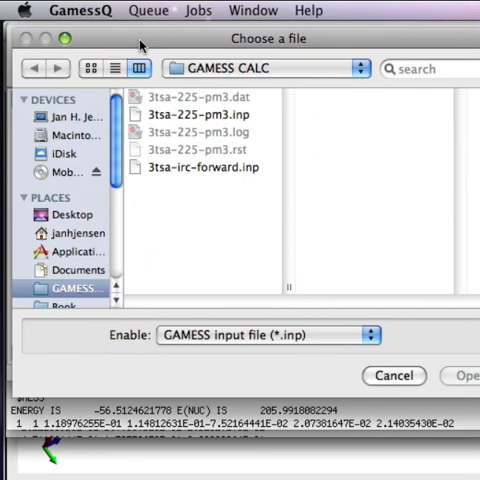 GamessQ Queue Jobs Window Help
Choose a file
GAMESS CALC
search
DEVICES
Jan H. Je...
Macinto...
iDisk
Mob...
PLACES
Desktop
janhjensen
Applicati...
Documents
GAMESS...
Book
3tsa-225-pm3.dat
3tsa-225-pm3.inp
3tsa-225-pm3.log
3tsa-225-pm3.rst
3tsa-irc-forward.inp
Enable: GAMESS input file (*.inp)
Cancel Ope
$HESS
ENERGY IS -56.5124621778 E(NUC) IS 205.9918082294
1 1 1.18976255E-01 1.14812631E-01-7.52164441E-02 2.07381647E-02 2.14035430E-02